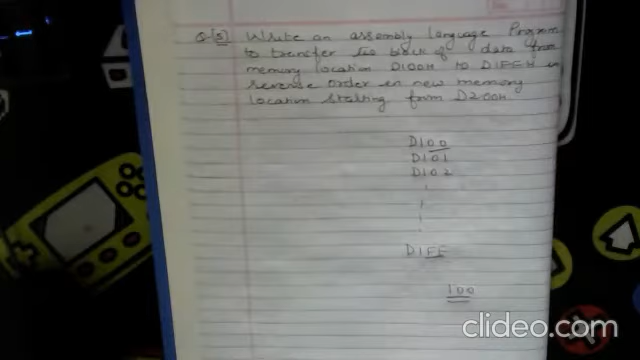 Q.(5) Write an assembly language Program
to transfer the block of data from
memory location D100H to D1FFH in
reverse order in new memory
location starting from D200H.
D100
D101
D102
D1FF
100
clideo.com